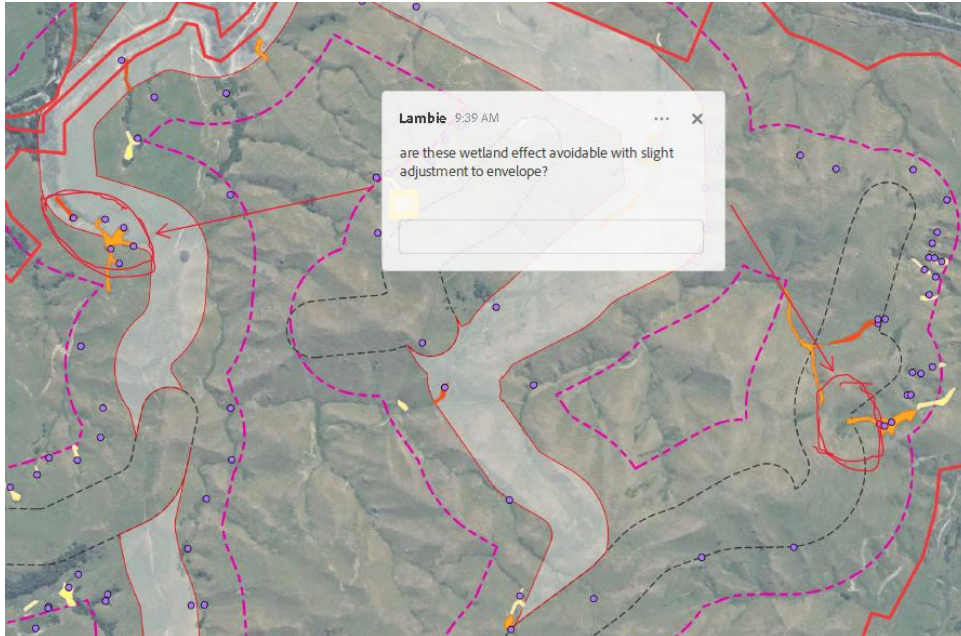 Lambie 9:39 AM
are these wetland effect avoidable with slight
adjustment to envelope?